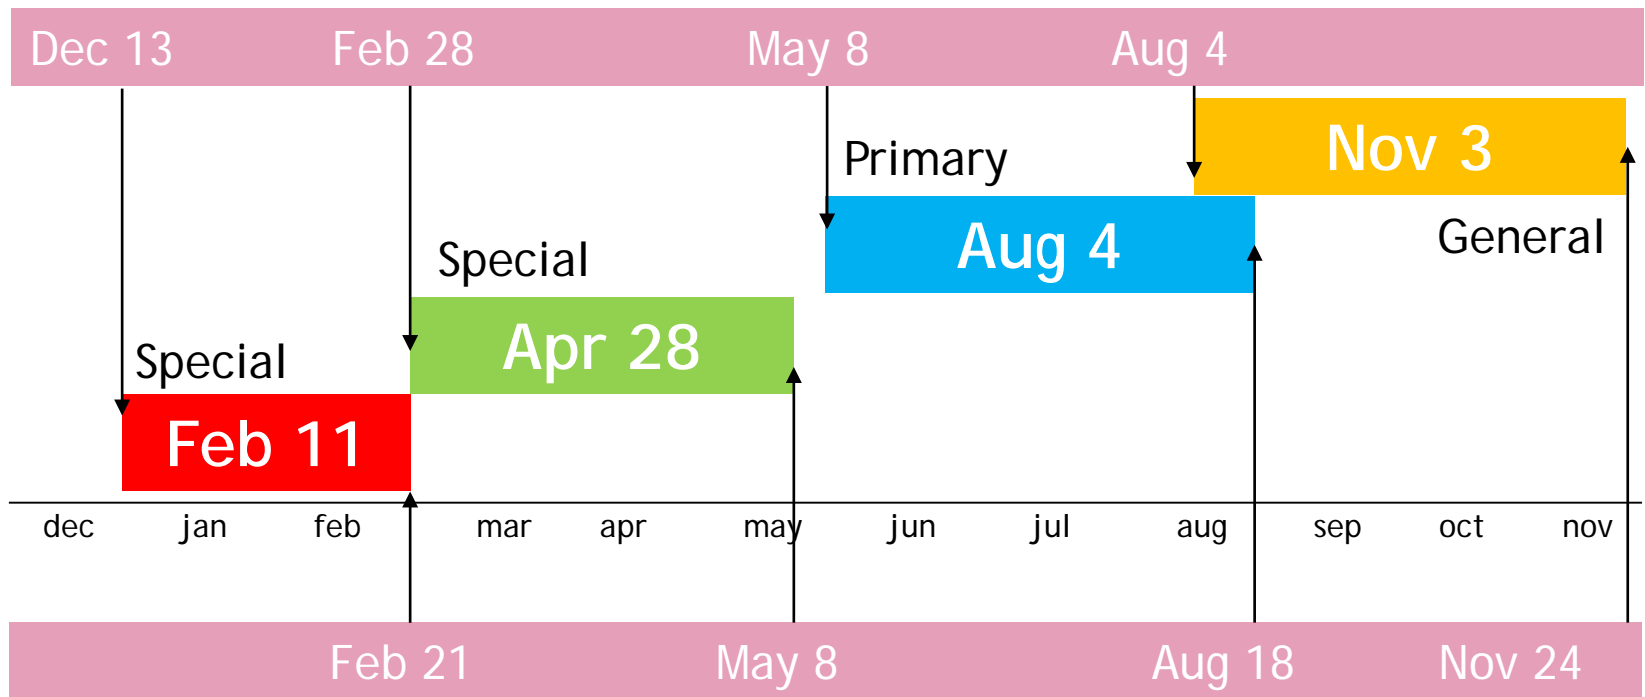 Dec 13 Feb 28 May 8 Aug 4
Nov 3
Primary
Aug 4
General
Special
Apr 28
Special
Feb 11
dec jan feb mar apr may jun jul aug sep oct nov
Feb 21 May 8 Aug 18 Nov 24